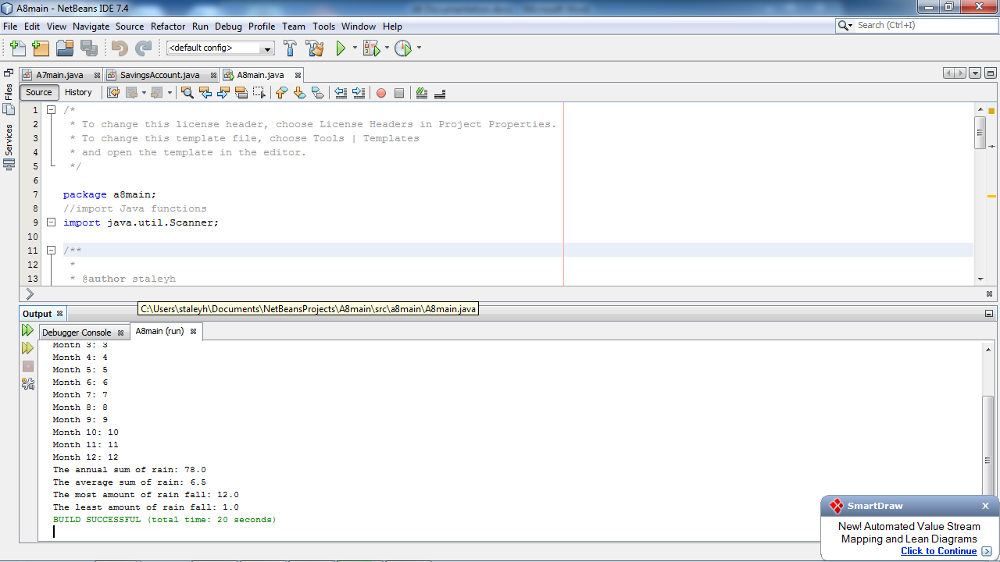 A8main - NetBeans IDE 7.4
File Edit View Navigate Source Refactor Run Debug Profile Team Tools Window Help
Search (Ctrl+I)
<default config>
A7main.java SavingsAccount.java A8main.java
Source History
Files
Services
1 /*
2 * To change this license header, choose License Headers in Project Properties.
3 * To change this template file, choose Tools | Templates
4 * and open the template in the editor.
5 */
6
7 package a8main;
8 //import Java functions
9 import java.util.Scanner;
10
11 /**
12 *
13 * @author staleyh
C:\Users\staleyh\Documents\NetBeansProjects\A8main\src\a8main\A8main.java
Output
Debugger Console A8main (run)
Month 3: 3
Month 4: 4
Month 5: 5
Month 6: 6
Month 7: 7
Month 8: 8
Month 9: 9
Month 10: 10
Month 11: 11
Month 12: 12
The annual sum of rain: 78.0
The average sum of rain: 6.5
The most amount of rain fall: 12.0
The least amount of rain fall: 1.0
BUILD SUCCESSFUL (total time: 20 seconds)
SmartDraw X
New! Automated Value Stream
Mapping and Lean Diagrams
Click to Continue